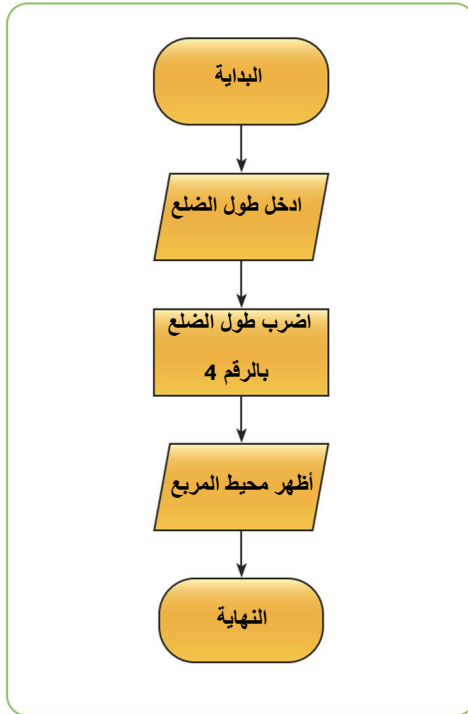 البداية
ادخل طول الضلع
اضرب طول الضلع
بالرقم 4
أظهر محيط المربع
النهاية